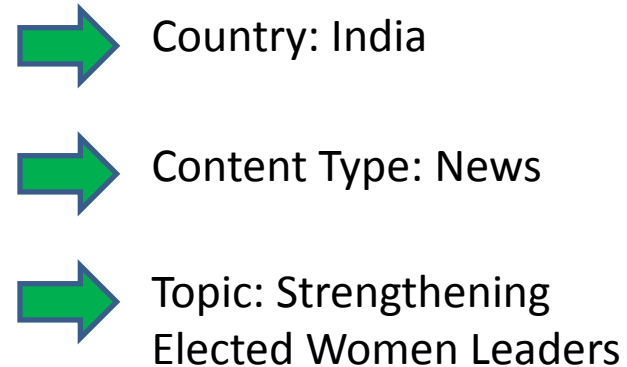 Country: India
Content Type: News
Topic: Strengthening
Elected Women Leaders